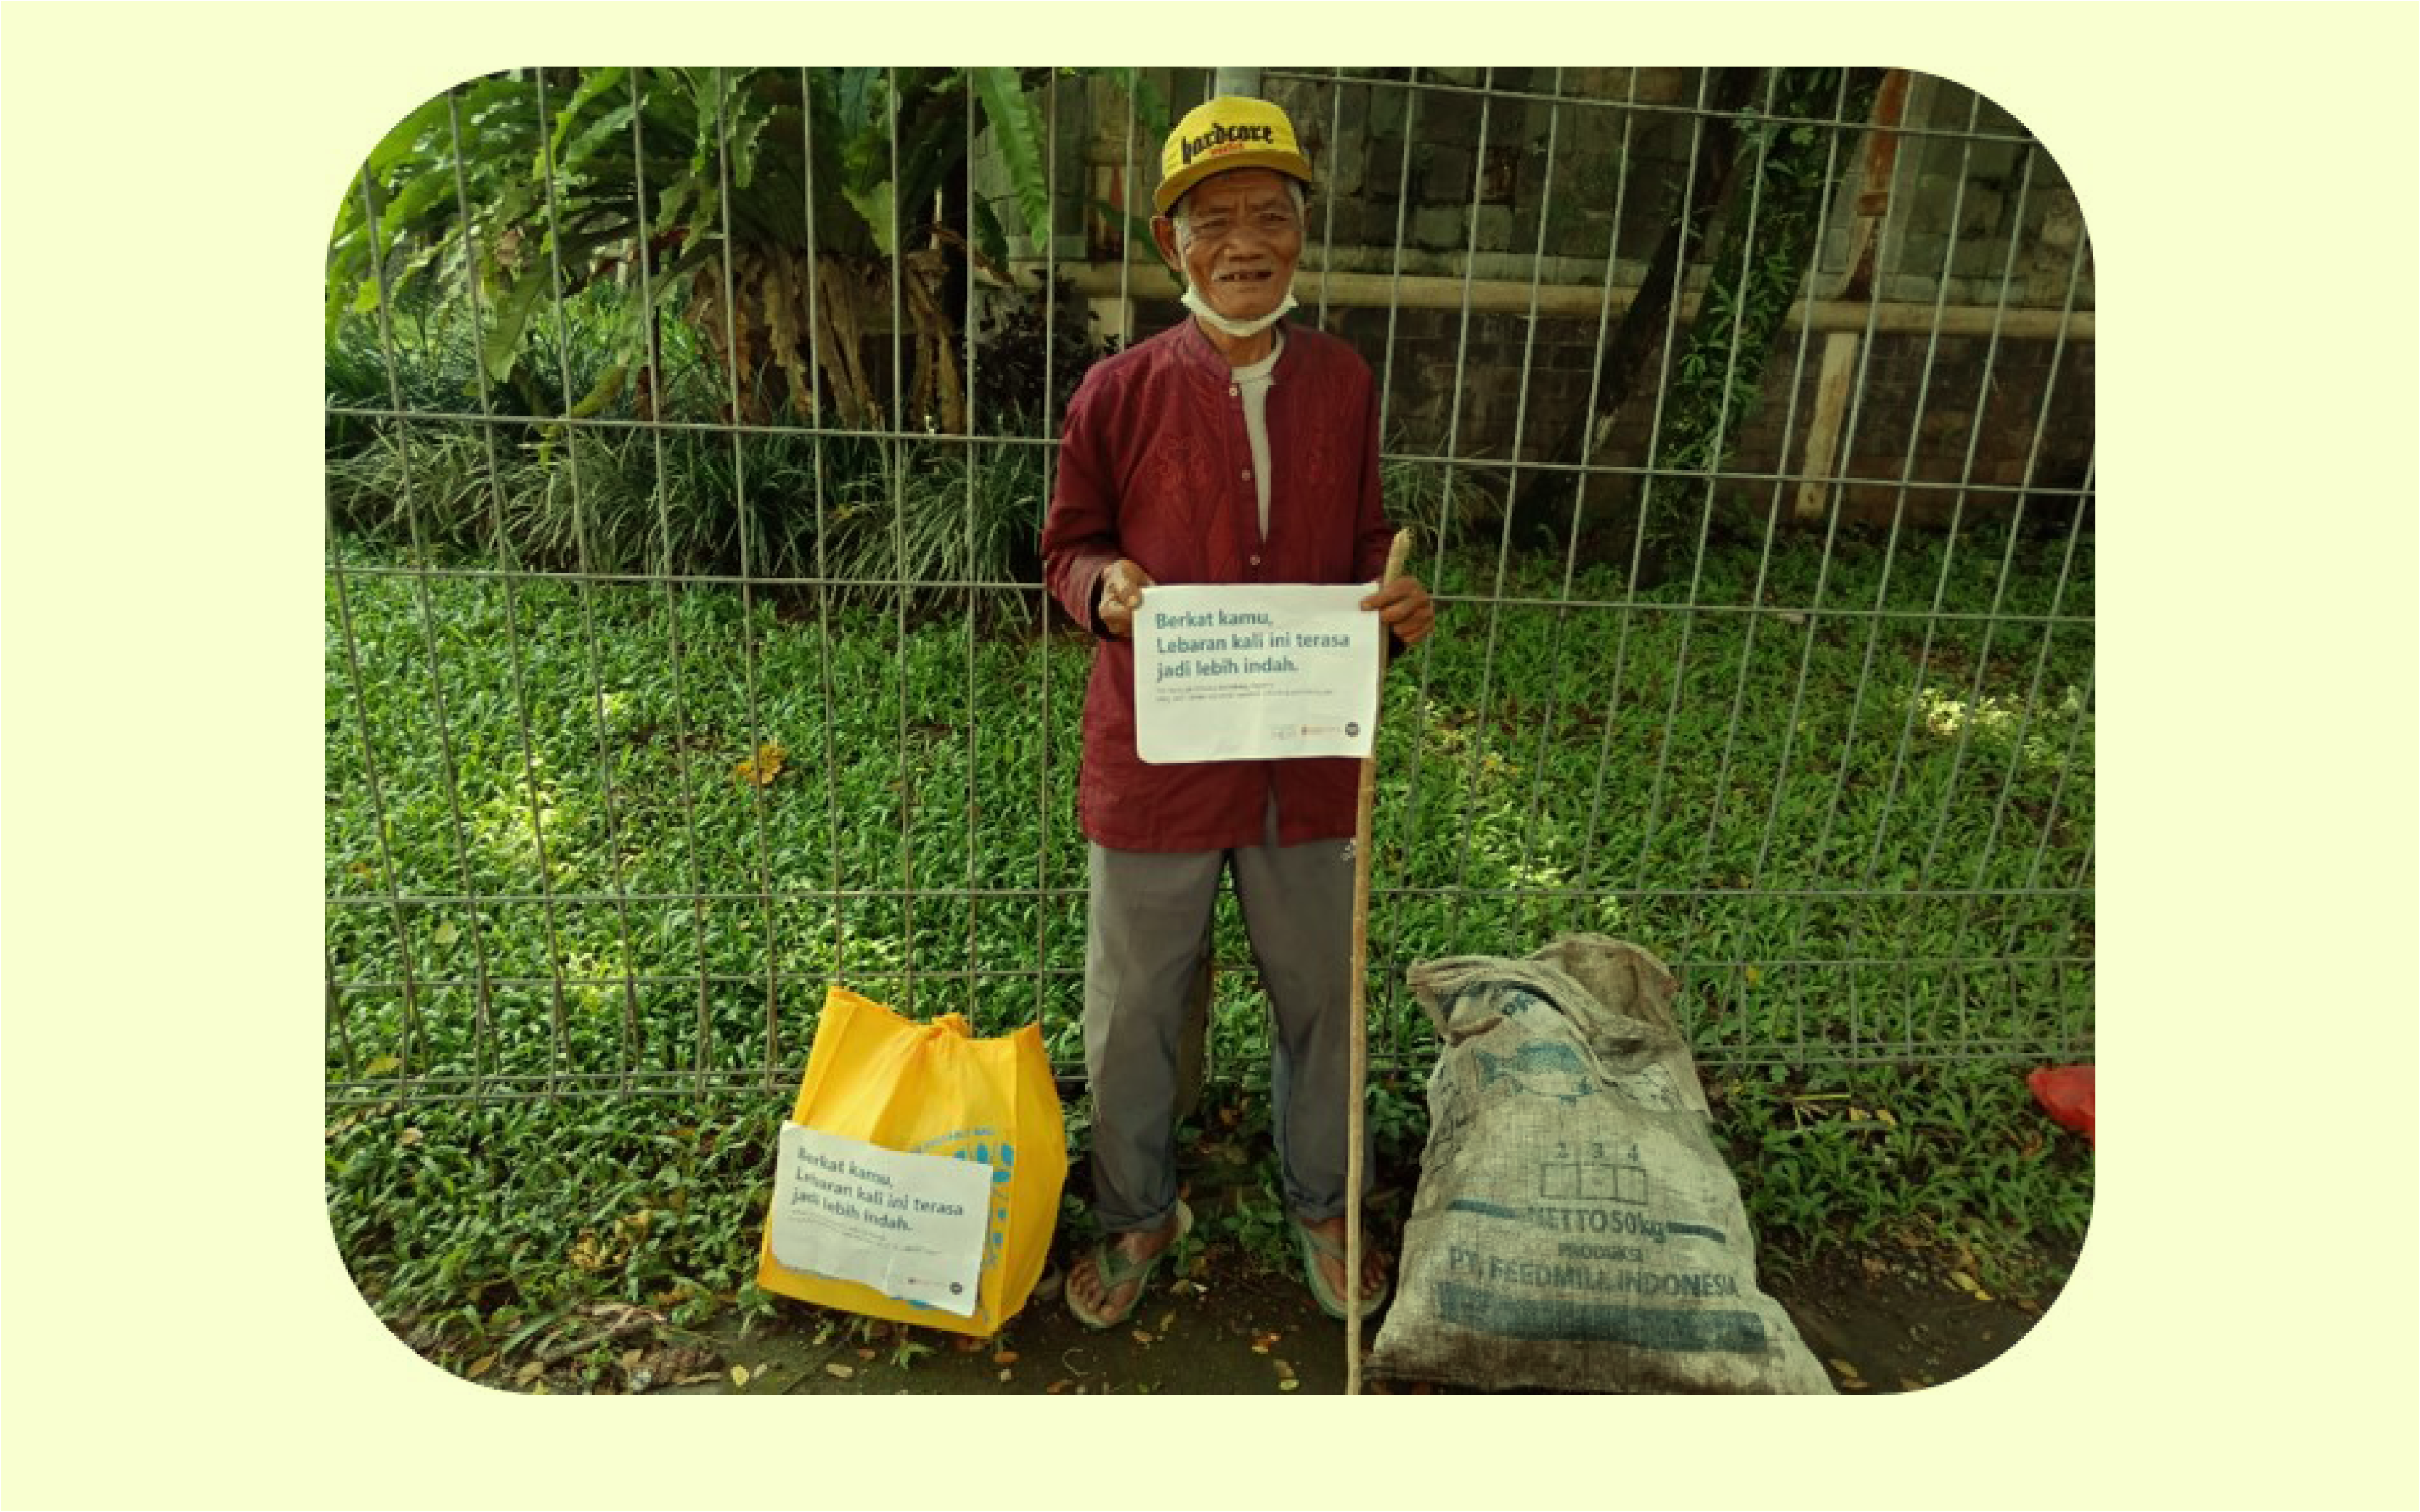 hardcore
Berkat kamu,
Lebaran kali ini terasa
jadi lebih indah.
Berkat kamu,
Lebaran kali ini terasa
jadi lebih indah.
2 3 4
NETTO 50kg
PRODUKSI
PT. FEEDMILL INDONESIA